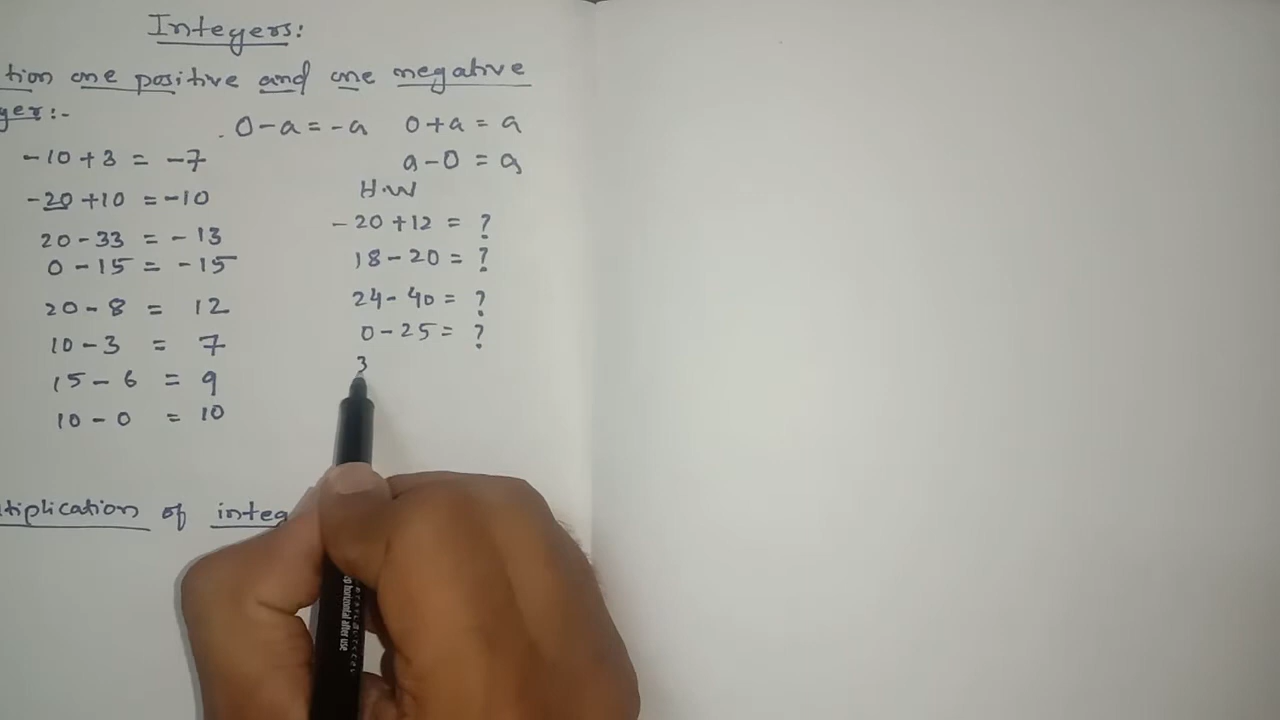 Integers:
tion one positive and one negative
ger:-
0-a=-a 0+a = a
-10+3 = -7
a-0 = a
-20+10 =-10
H.W
-20+12 = ?
20-33 = -13
18-20= ?
0-15= -15
24-40= ?
20-8 = 12
0-25= ?
10-3 = 7
3
15-6 = 9
10-0 = 10
tiplication of integ